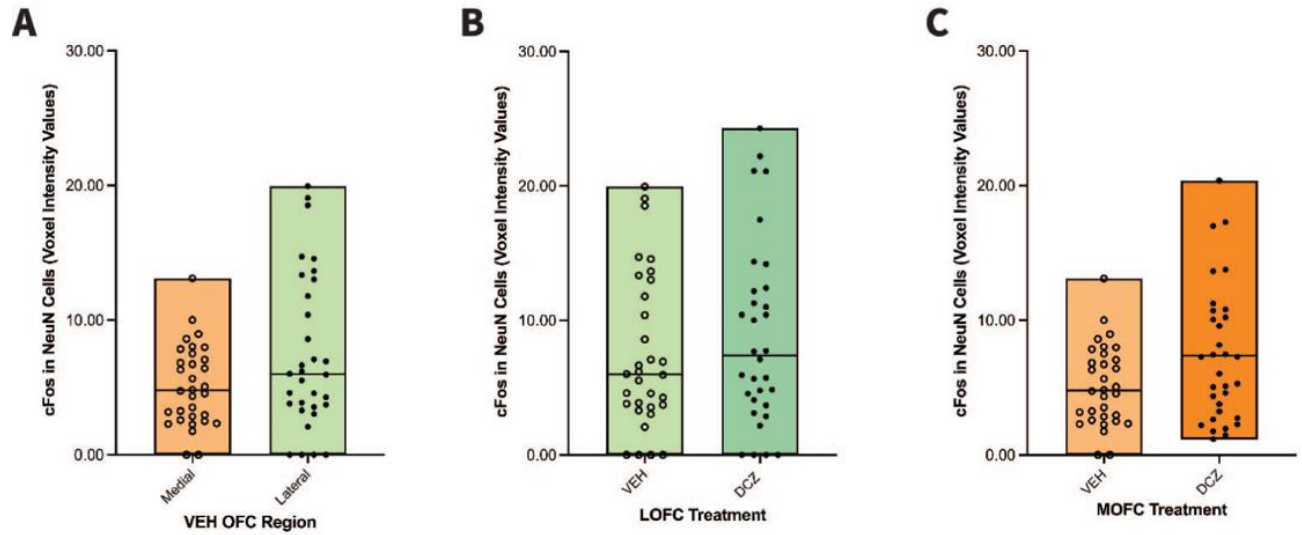 A
cFos in NeuN Cells (Voxel Intensity Values)
30.00
20.00
10.00
0.00
Medial
Lateral
VEH OFC Region
B
cFos in NeuN Cells (Voxel Intensity Values)
30.00
20.00
10.00
0.00
VEH
DCZ
LOFC Treatment
C
cFos in NeuN Cells (Voxel Intensity Values)
30.00
20.00
10.00
0.00
VEH
DCZ
MOFC Treatment